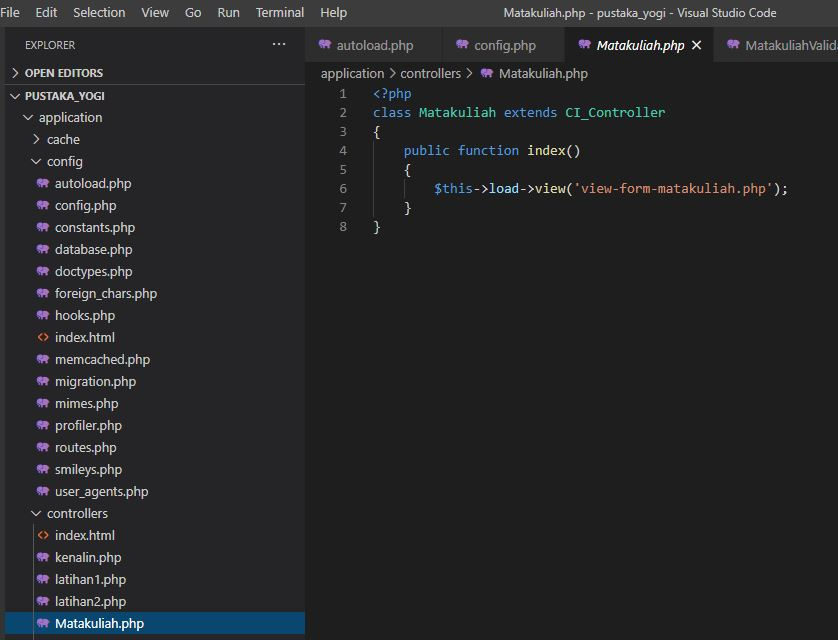 File Edit Selection View Go Run Terminal Help Matakuliah.php - pustaka_yogi - Visual Studio Code
EXPLORER ...
autoload.php config.php Matakuliah.php × MatakuliahValida
OPEN EDITORS
PUSTAKA_YOGI
application
cache
config
autoload.php
config.php
constants.php
database.php
doctypes.php
foreign_chars.php
hooks.php
index.html
memcached.php
migration.php
mimes.php
profiler.php
routes.php
smileys.php
user_agents.php
controllers
index.html
kenalin.php
latihan1.php
latihan2.php
Matakuliah.php
application > controllers > Matakuliah.php
1 <?php
2 class Matakuliah extends CI_Controller
3 {
4 public function index()
5 {
6 $this->load->view('view-form-matakuliah.php');
7 }
8 }